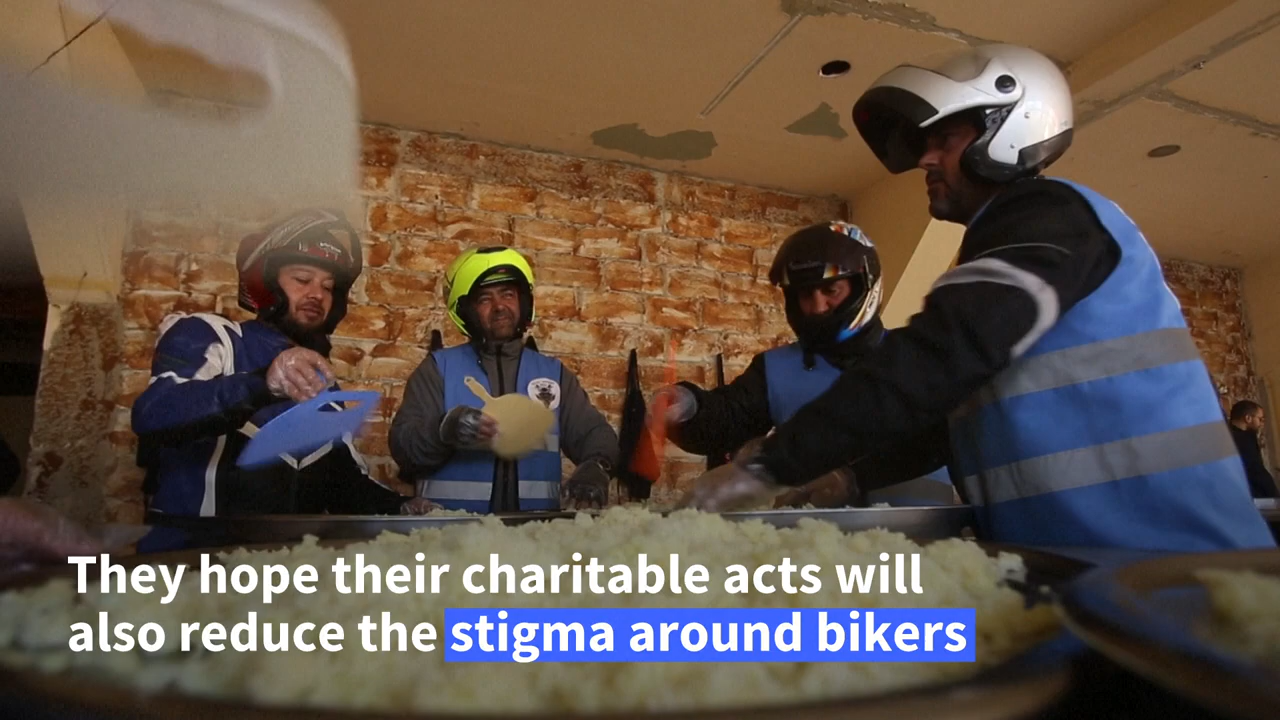 They hope their charitable acts will
also reduce the stigma around bikers